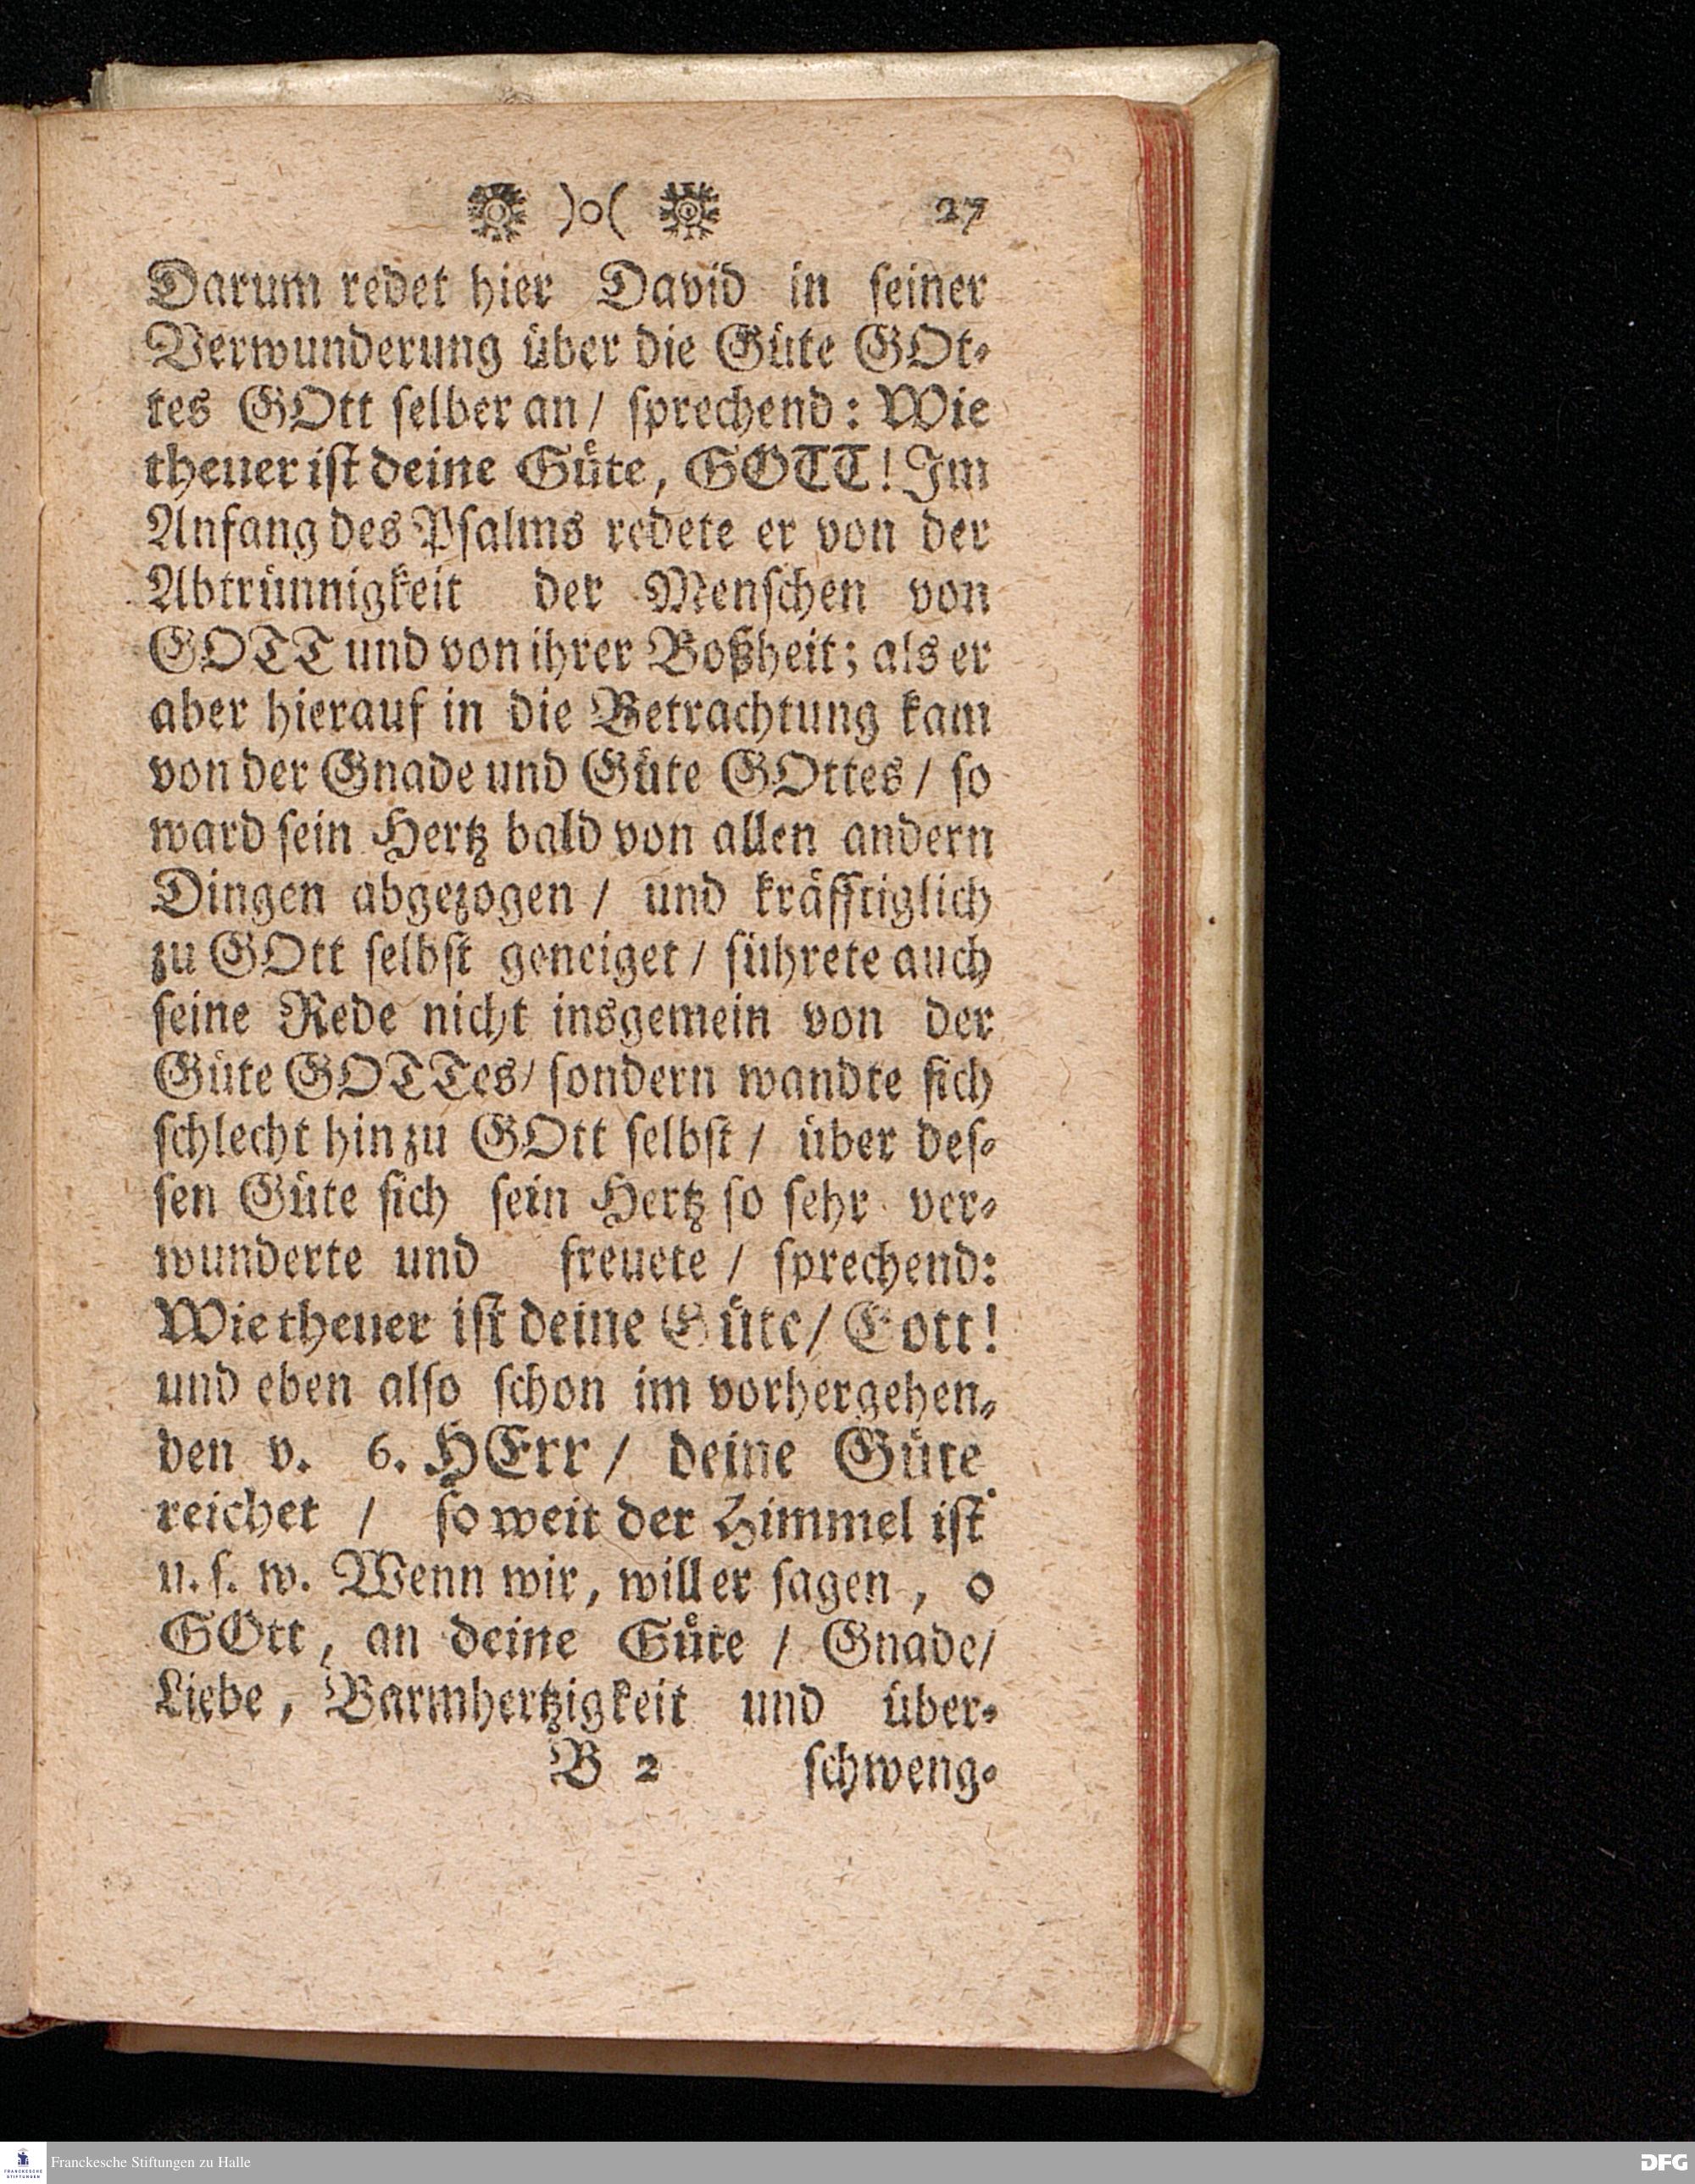 )o( 27
Darum redet hier David in ſeiner
Verwunderung über die Güte GOt-
tes GOtt ſelber an/ ſprechend: Wie
theuer iſt deine Güte, GOTT! Im
Anfang des Pſalms redete er von der
Abtrünnigkeit der Menſchen von
GOTT und von ihrer Boßheit; als er
aber hierauf in die Betrachtung kam
von der Gnade und Güte GOttes/ ſo
ward ſein Hertz bald von allen andern
Dingen abgezogen/ und kräfftiglich
zu GOtt ſelbſt geneiget/ führete auch
ſeine Rede nicht insgemein von der
Güte GOTTes/ ſondern wandte ſich
ſchlecht hin zu GOtt ſelbſt/ über deſ-
ſen Güte ſich ſein Hertz ſo ſehr ver-
wunderte und freuete/ ſprechend:
Wie theuer iſt deine Güte/ Gott!
und eben alſo ſchon im vorhergehen-
den v. 6. HErr/ deine Güte
reichet / ſo weit der Himmel iſt
u. ſ. w. Wenn wir, will er ſagen, o
GOtt, an deine Güte / Gnade/
Liebe, Barmhertzigkeit und über-
B 2 ſchweng-
FRANCKESCHE STIFTUNGEN
Franckesche Stiftungen zu Halle
DFG